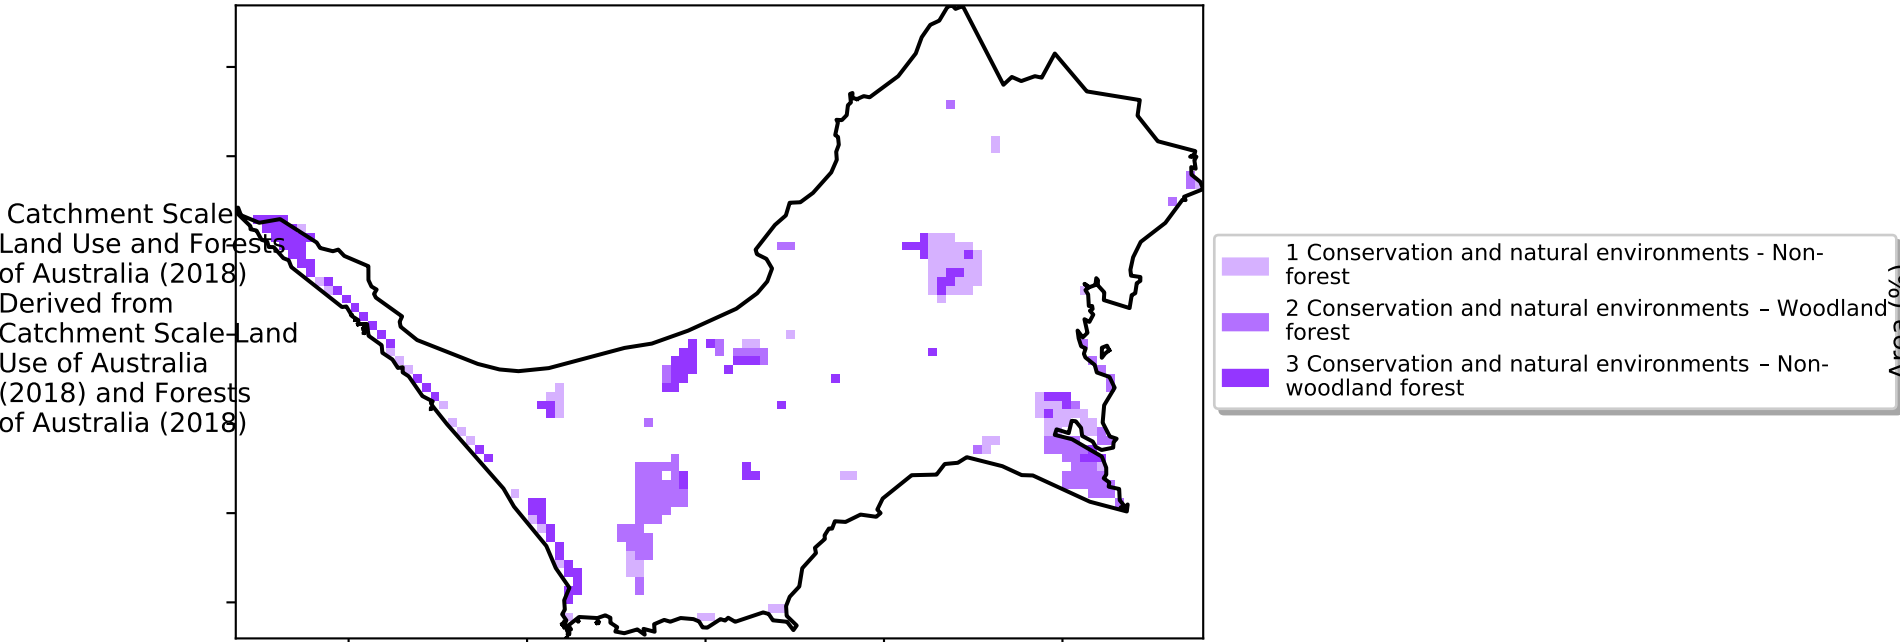 Catchment Scale
Land Use and Forests
of Australia (2018)
Derived from
Catchment Scale Land
Use of Australia
(2018) and Forests
of Australia (2018)
1 Conservation and natural environments - Non-
forest
2 Conservation and natural environments – Woodland
forest
3 Conservation and natural environments – Non-
woodland forest